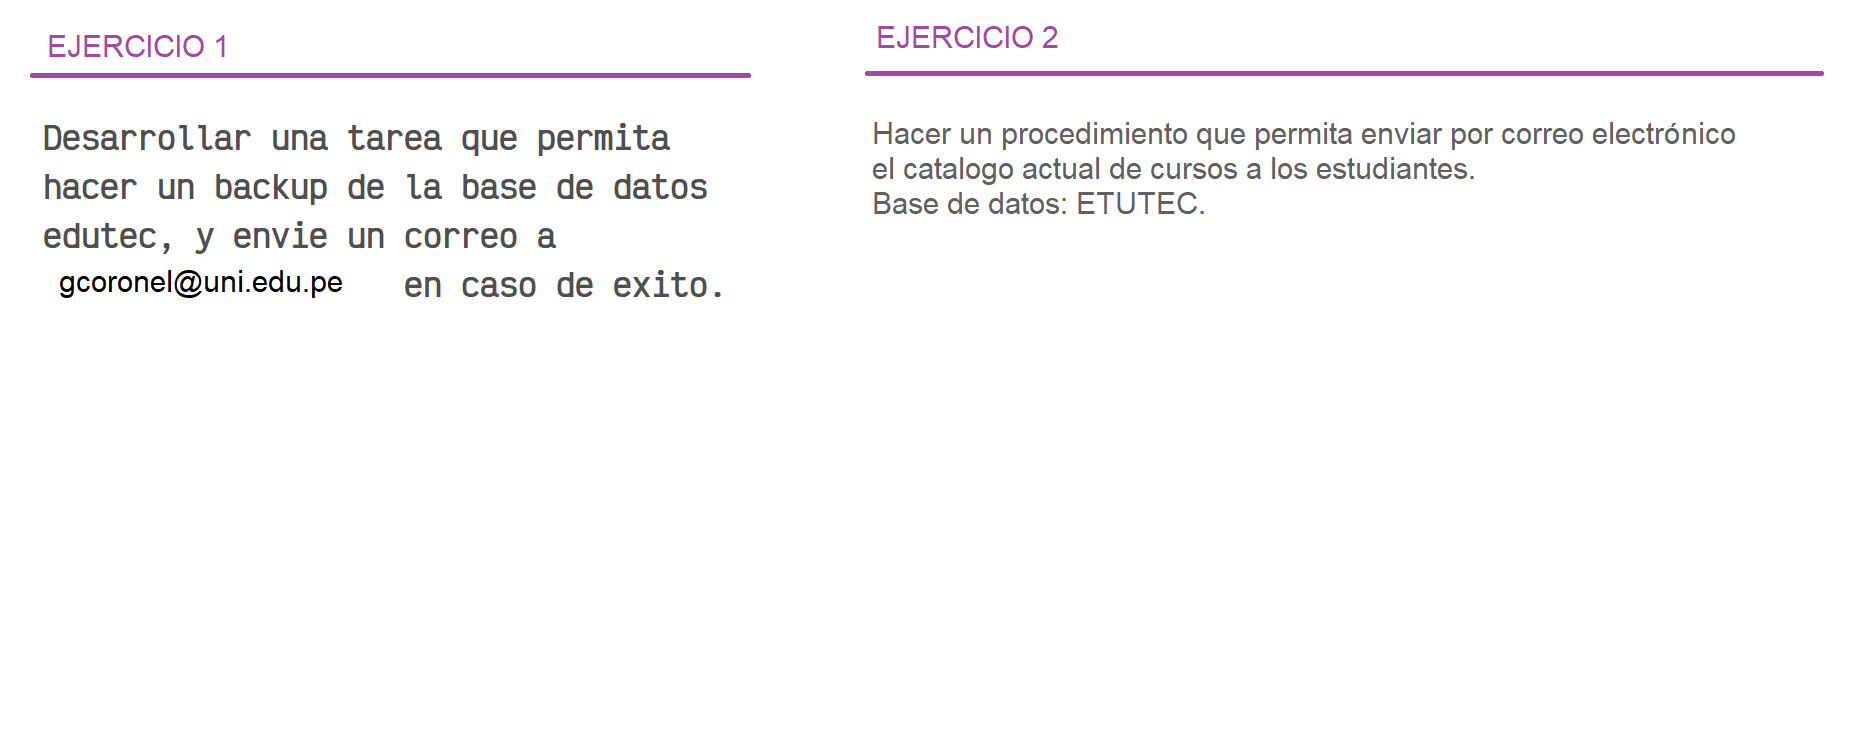 EJERCICIO 1
Desarrollar una tarea que permita
hacer un backup de la base de datos
edutec, y envie un correo a
gcoronel@uni.edu.pe en caso de exito.
EJERCICIO 2
Hacer un procedimiento que permita enviar por correo electrónico
el catalogo actual de cursos a los estudiantes.
Base de datos: ETUTEC.